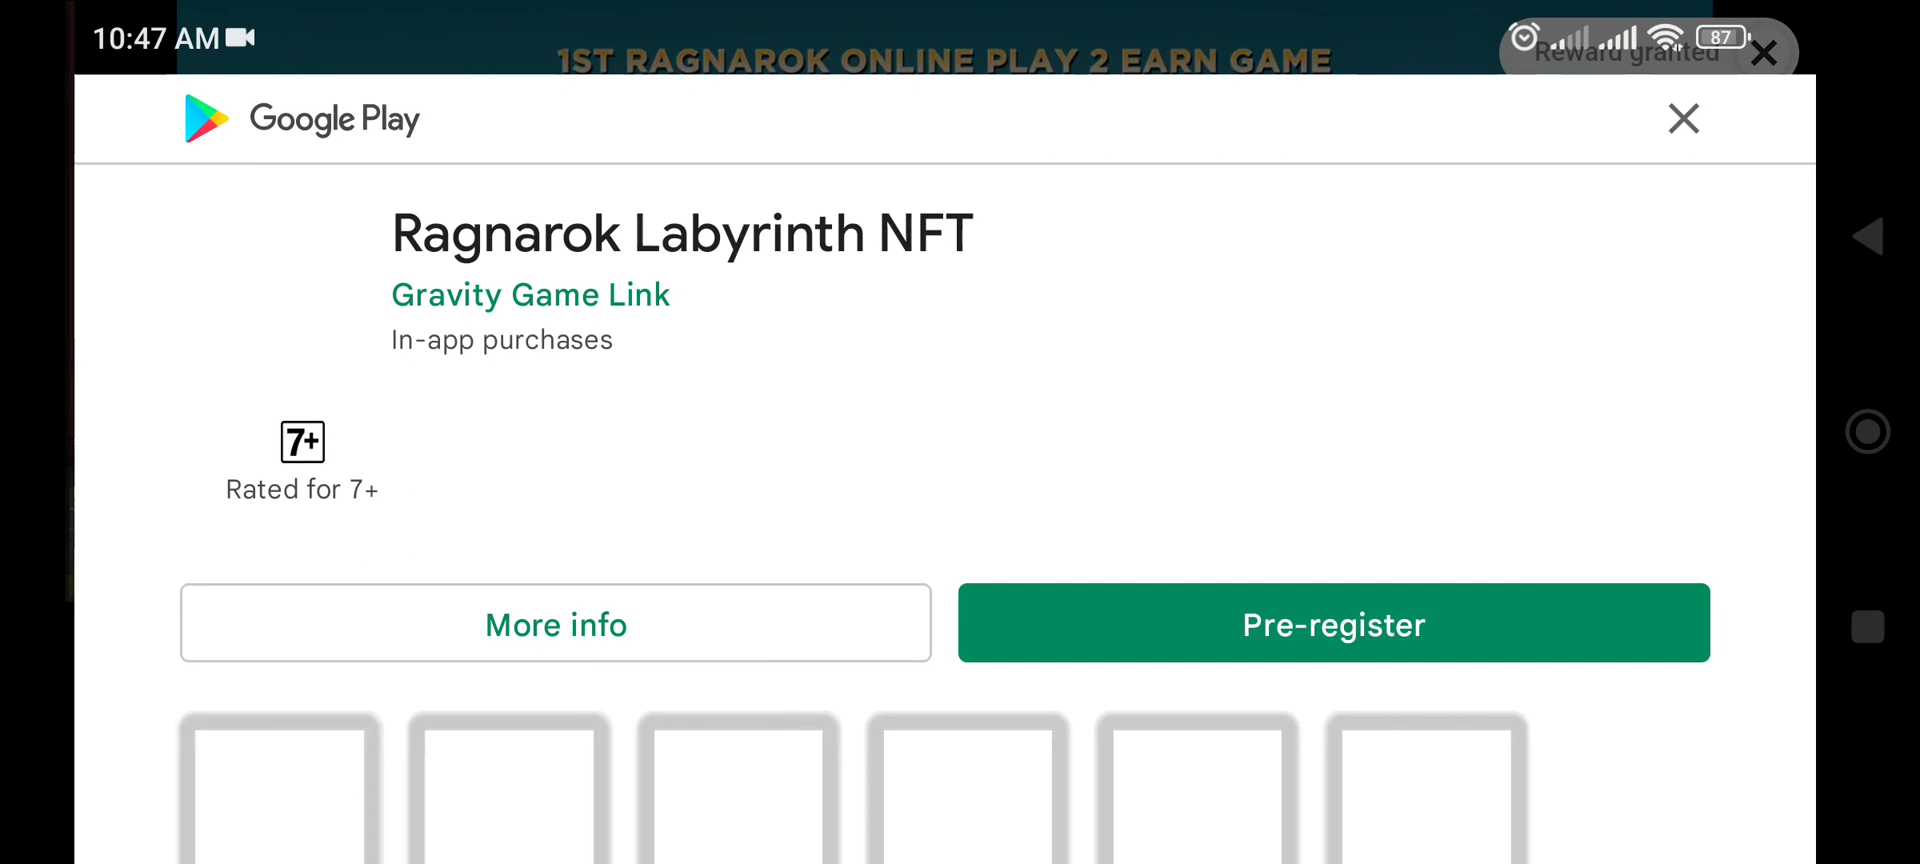 10:47 AM
87
1ST RAGNAROK ONLINE PLAY 2 EARN GAME
Reward granted
Google Play
Ragnarok Labyrinth NFT
Gravity Game Link
In-app purchases
7+
Rated for 7+
More info
Pre-register